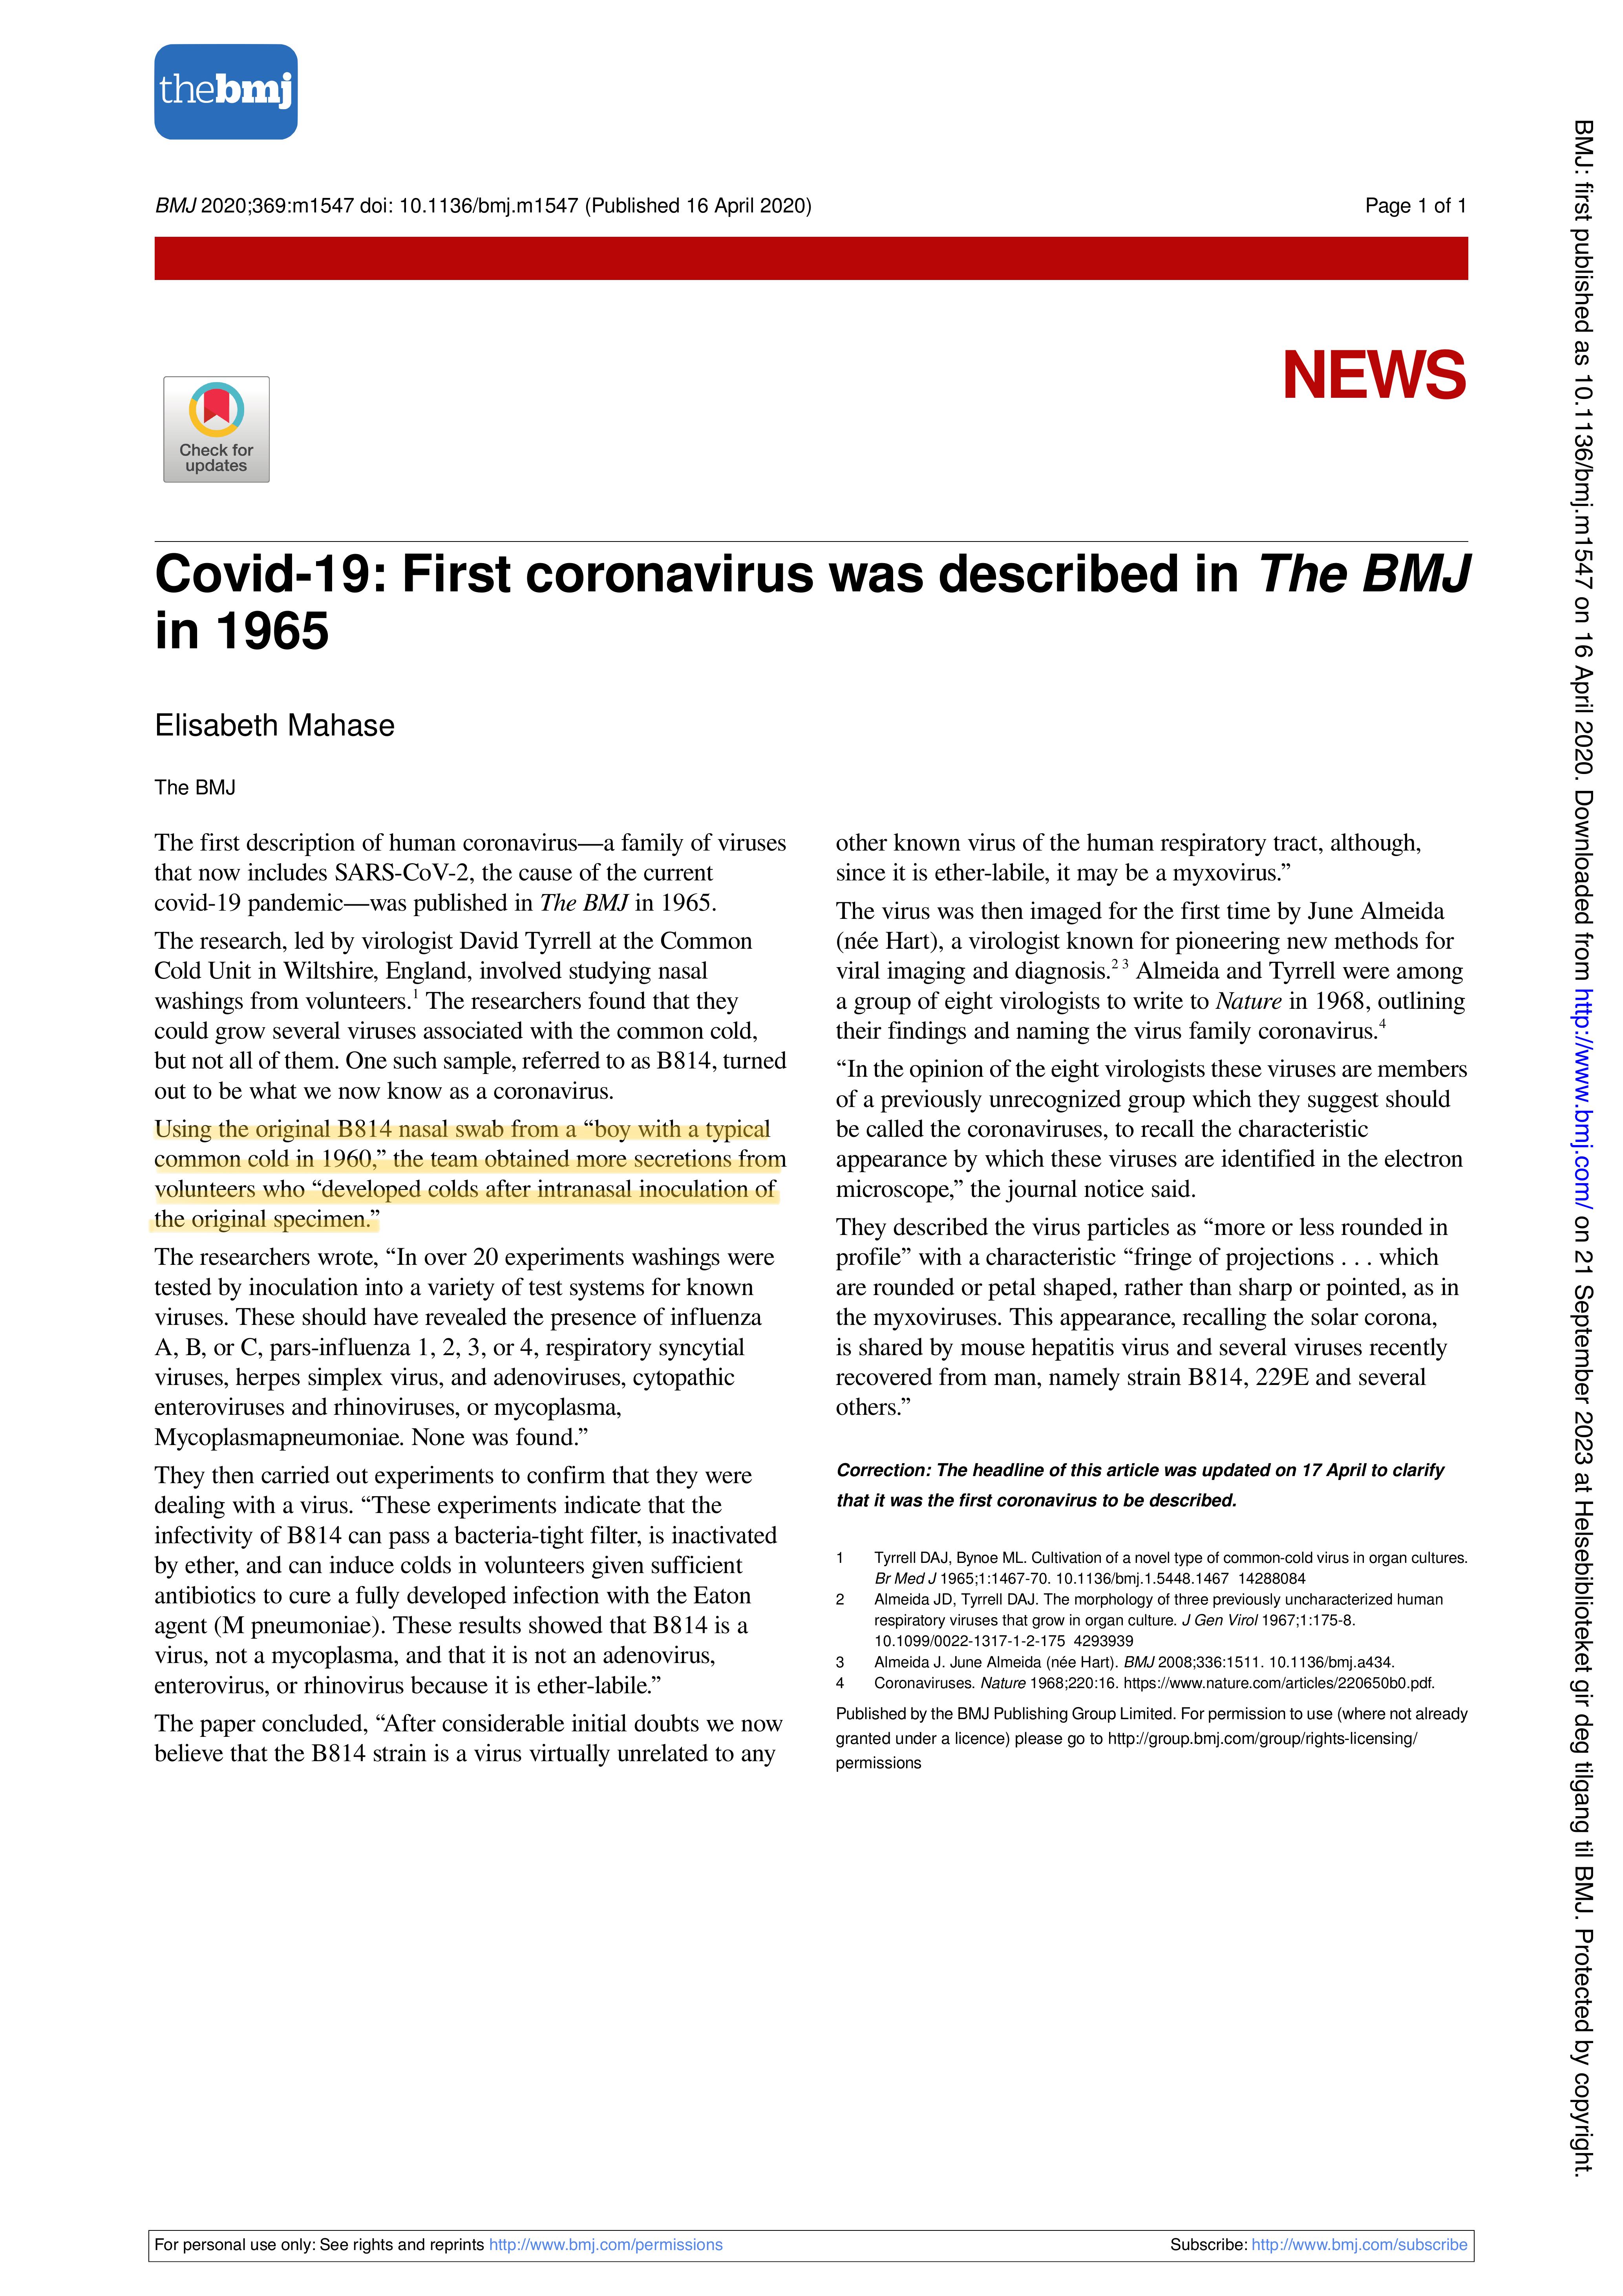 thebmj
BMJ 2020;369:m1547 doi: 10.1136/bmj.m1547 (Published 16 April 2020)
Page 1 of 1
NEWS
Check for
updates
Covid-19: First coronavirus was described in The BMJ
in 1965
Elisabeth Mahase
The BMJ
The first description of human coronavirus—a family of viruses
that now includes SARS-CoV-2, the cause of the current
covid-19 pandemic—was published in The BMJ in 1965.
The research, led by virologist David Tyrrell at the Common
Cold Unit in Wiltshire, England, involved studying nasal
washings from volunteers.1 The researchers found that they
could grow several viruses associated with the common cold,
but not all of them. One such sample, referred to as B814, turned
out to be what we now know as a coronavirus.
Using the original B814 nasal swab from a “boy with a typical
common cold in 1960,” the team obtained more secretions from
volunteers who “developed colds after intranasal inoculation of
the original specimen.”
The researchers wrote, “In over 20 experiments washings were
tested by inoculation into a variety of test systems for known
viruses. These should have revealed the presence of influenza
A, B, or C, pars-influenza 1, 2, 3, or 4, respiratory syncytial
viruses, herpes simplex virus, and adenoviruses, cytopathic
enteroviruses and rhinoviruses, or mycoplasma,
Mycoplasmapneumoniae. None was found.”
They then carried out experiments to confirm that they were
dealing with a virus. “These experiments indicate that the
infectivity of B814 can pass a bacteria-tight filter, is inactivated
by ether, and can induce colds in volunteers given sufficient
antibiotics to cure a fully developed infection with the Eaton
agent (M pneumoniae). These results showed that B814 is a
virus, not a mycoplasma, and that it is not an adenovirus,
enterovirus, or rhinovirus because it is ether-labile.”
The paper concluded, “After considerable initial doubts we now
believe that the B814 strain is a virus virtually unrelated to any
other known virus of the human respiratory tract, although,
since it is ether-labile, it may be a myxovirus.”
The virus was then imaged for the first time by June Almeida
(née Hart), a virologist known for pioneering new methods for
viral imaging and diagnosis.2 3 Almeida and Tyrrell were among
a group of eight virologists to write to Nature in 1968, outlining
their findings and naming the virus family coronavirus.4
“In the opinion of the eight virologists these viruses are members
of a previously unrecognized group which they suggest should
be called the coronaviruses, to recall the characteristic
appearance by which these viruses are identified in the electron
microscope,” the journal notice said.
They described the virus particles as “more or less rounded in
profile” with a characteristic “fringe of projections . . . which
are rounded or petal shaped, rather than sharp or pointed, as in
the myxoviruses. This appearance, recalling the solar corona,
is shared by mouse hepatitis virus and several viruses recently
recovered from man, namely strain B814, 229E and several
others.”
Correction: The headline of this article was updated on 17 April to clarify
that it was the first coronavirus to be described.
1 Tyrrell DAJ, Bynoe ML. Cultivation of a novel type of common-cold virus in organ cultures.
Br Med J 1965;1:1467-70. 10.1136/bmj.1.5448.1467 14288084
2 Almeida JD, Tyrrell DAJ. The morphology of three previously uncharacterized human
respiratory viruses that grow in organ culture. J Gen Virol 1967;1:175-8.
10.1099/0022-1317-1-2-175 4293939
3 Almeida J. June Almeida (née Hart). BMJ 2008;336:1511. 10.1136/bmj.a434.
4 Coronaviruses. Nature 1968;220:16. https://www.nature.com/articles/220650b0.pdf.
Published by the BMJ Publishing Group Limited. For permission to use (where not already
granted under a licence) please go to http://group.bmj.com/group/rights-licensing/
permissions
For personal use only: See rights and reprints http://www.bmj.com/permissions
Subscribe: http://www.bmj.com/subscribe
BMJ: first published as 10.1136/bmj.m1547 on 16 April 2020. Downloaded from http://www.bmj.com/ on 21 September 2023 at Helsebiblioteket gir deg tilgang til BMJ. Protected by copyright.